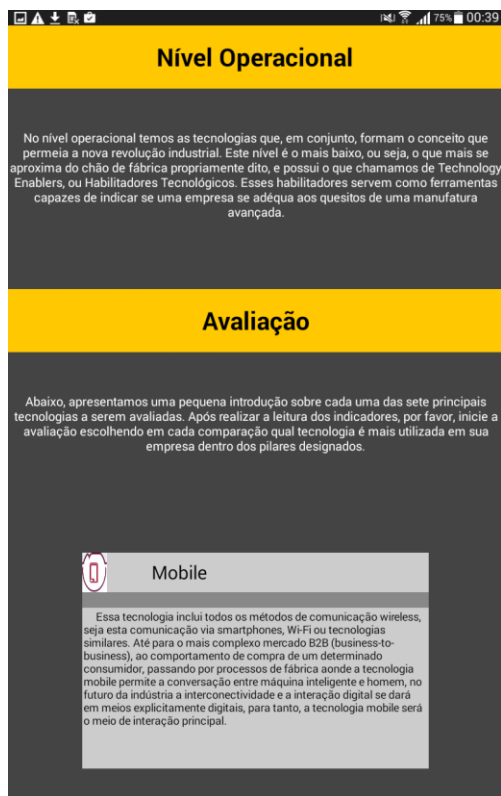 75% 00:39
Nível Operacional
No nível operacional temos as tecnologias que, em conjunto, formam o conceito que
permeia a nova revolução industrial. Este nível é o mais baixo, ou seja, o que mais se
aproxima do chão de fábrica propriamente dito, e possui o que chamamos de Technology
Enablers, ou Habilitadores Tecnológicos. Esses habilitadores servem como ferramentas
capazes de indicar se uma empresa se adéqua aos quesitos de uma manufatura
avançada.
Avaliação
Abaixo, apresentamos uma pequena introdução sobre cada uma das sete principais
tecnologias a serem avaliadas. Após realizar a leitura dos indicadores, por favor, inicie a
avaliação escolhendo em cada comparação qual tecnologia é mais utilizada em sua
empresa dentro dos pilares designados.
Mobile
Essa tecnologia inclui todos os métodos de comunicação wireless,
seja esta comunicação via smartphones, Wi-Fi ou tecnologias
similares. Até para o mais complexo mercado B2B (business-to-
business), ao comportamento de compra de um determinado
consumidor, passando por processos de fábrica aonde a tecnologia
mobile permite a conversação entre máquina inteligente e homem, no
futuro da indústria a interconectividade e a interação digital se dará
em meios explicitamente digitais, para tanto, a tecnologia mobile será
o meio de interação principal.